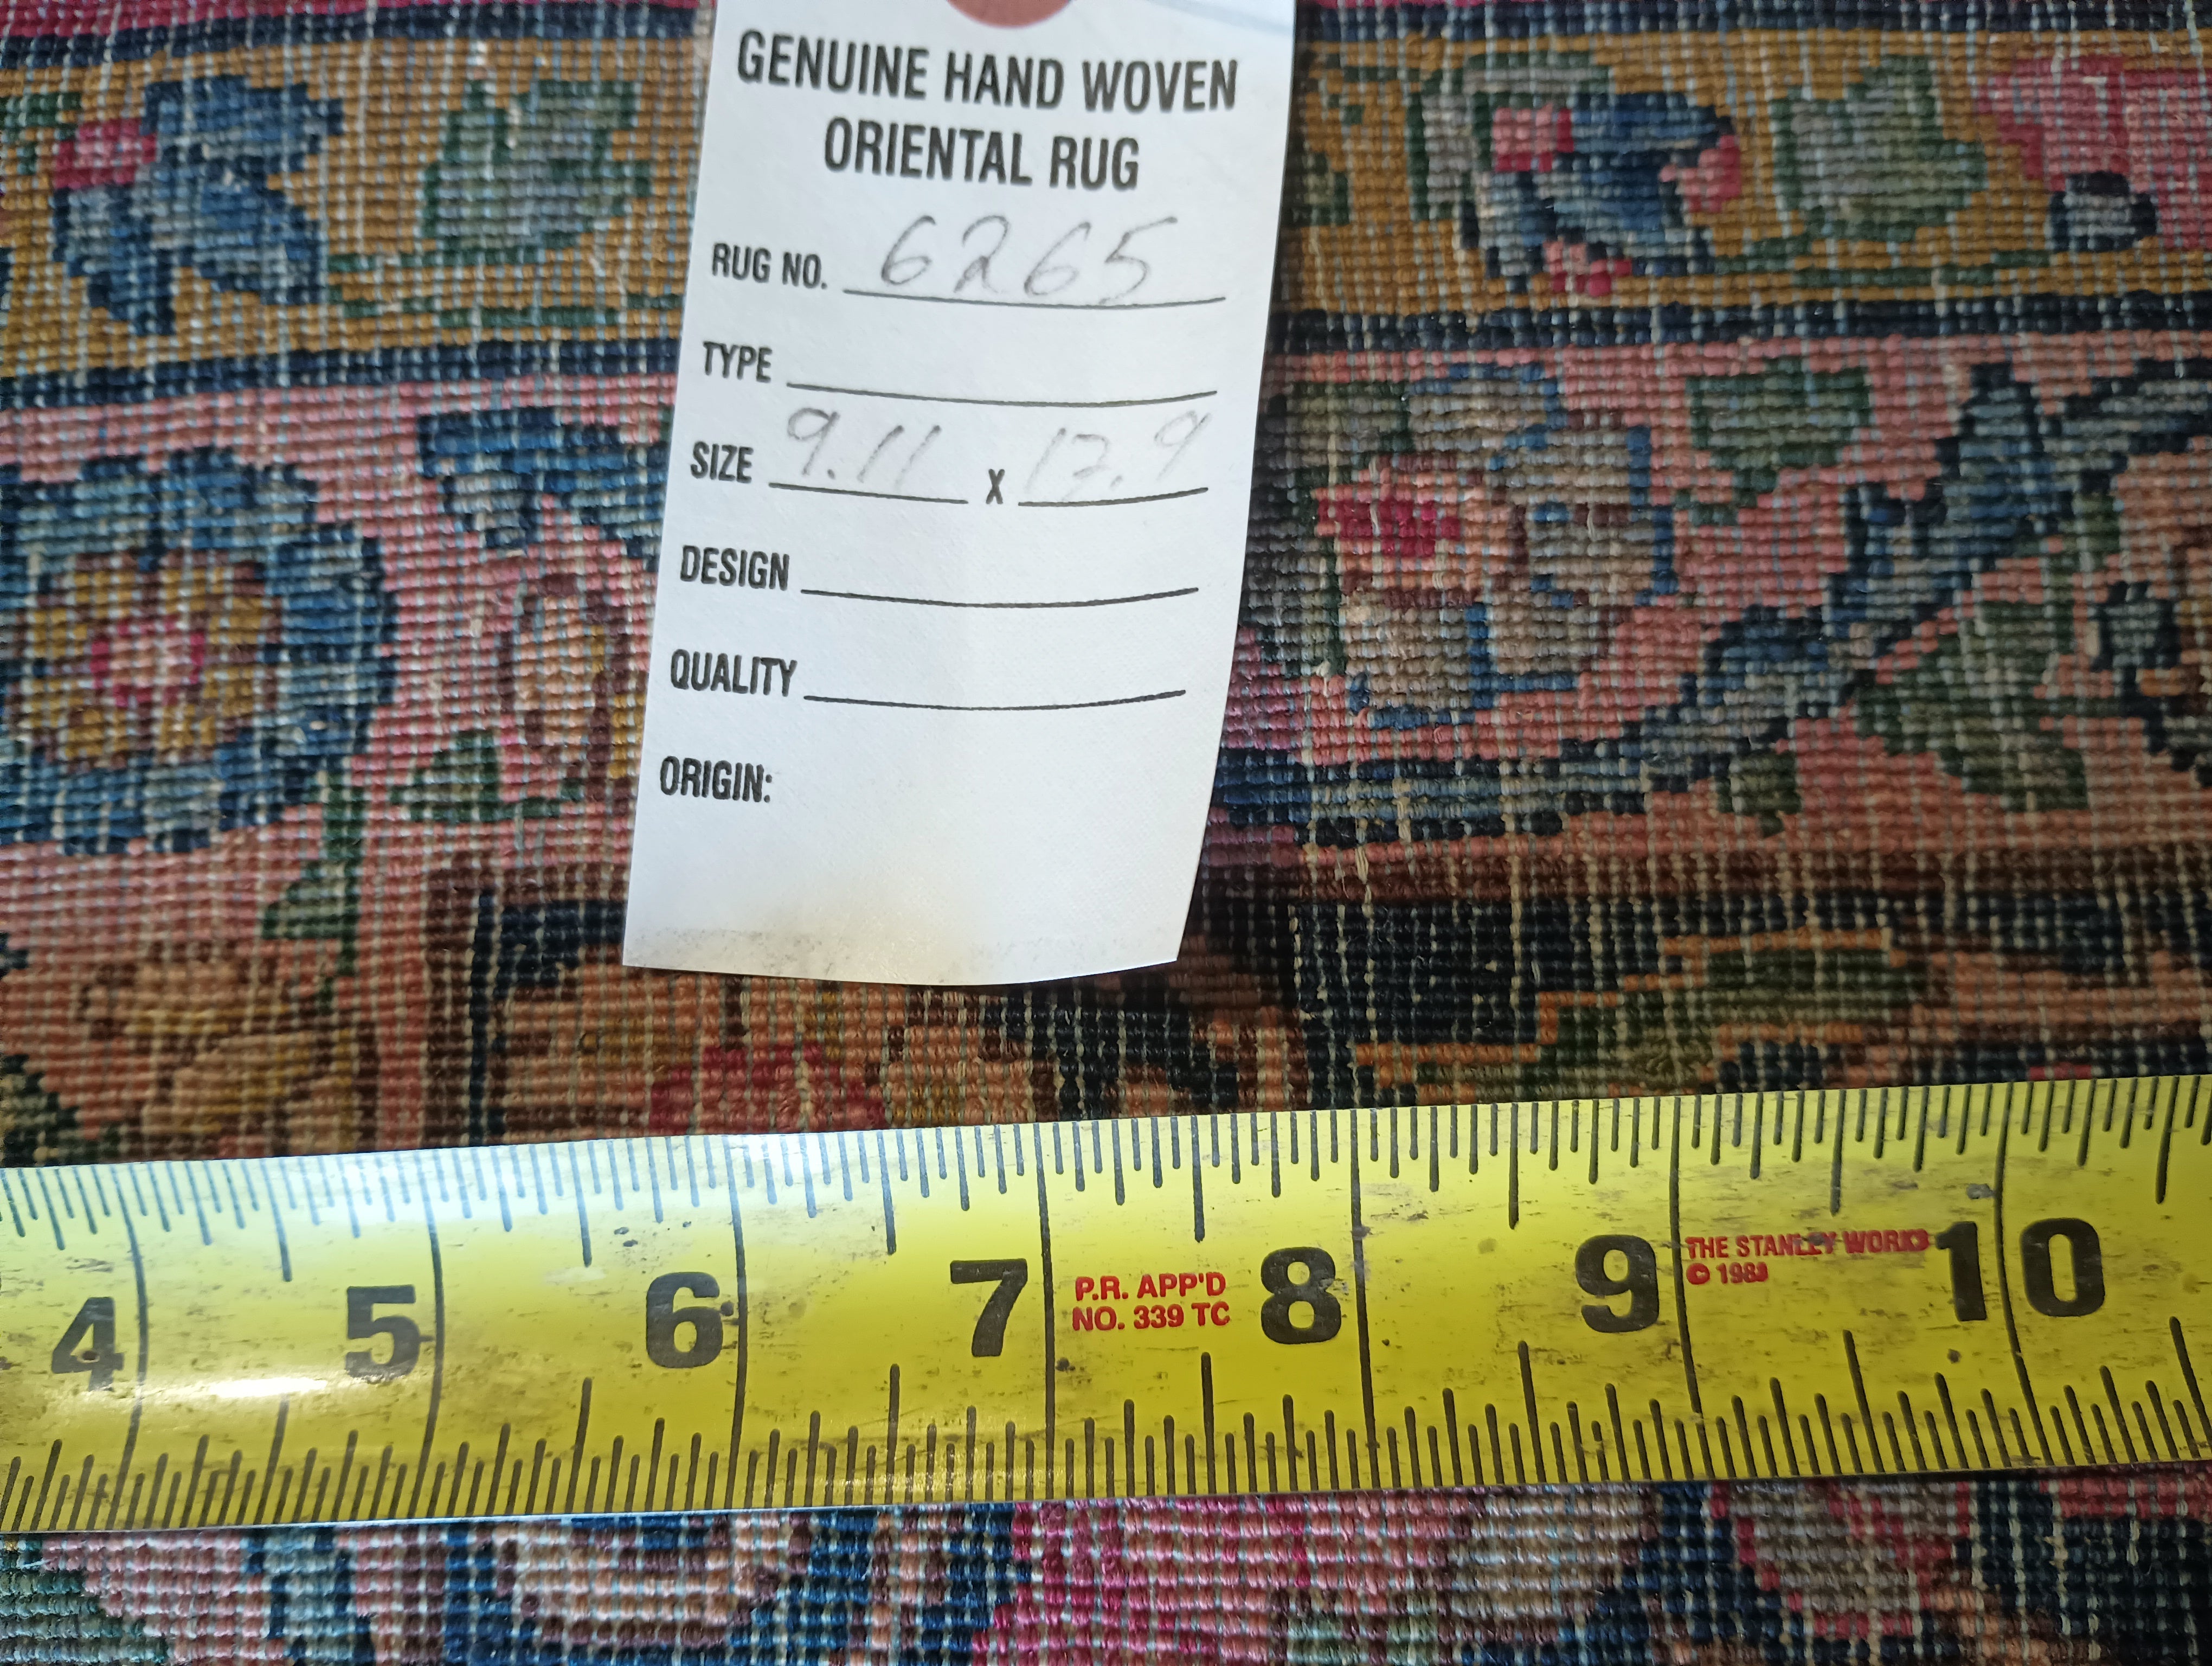 GENUINE HAND WOVEN
ORIENTAL RUG
RUG NO. 6265
TYPE
SIZE 9.11 x 12.9
DESIGN
QUALITY
ORIGIN:
4 5 6 7 P.R. APP'D 8 9 THE STANLEY WORKS 10
NO. 339 TC © 198